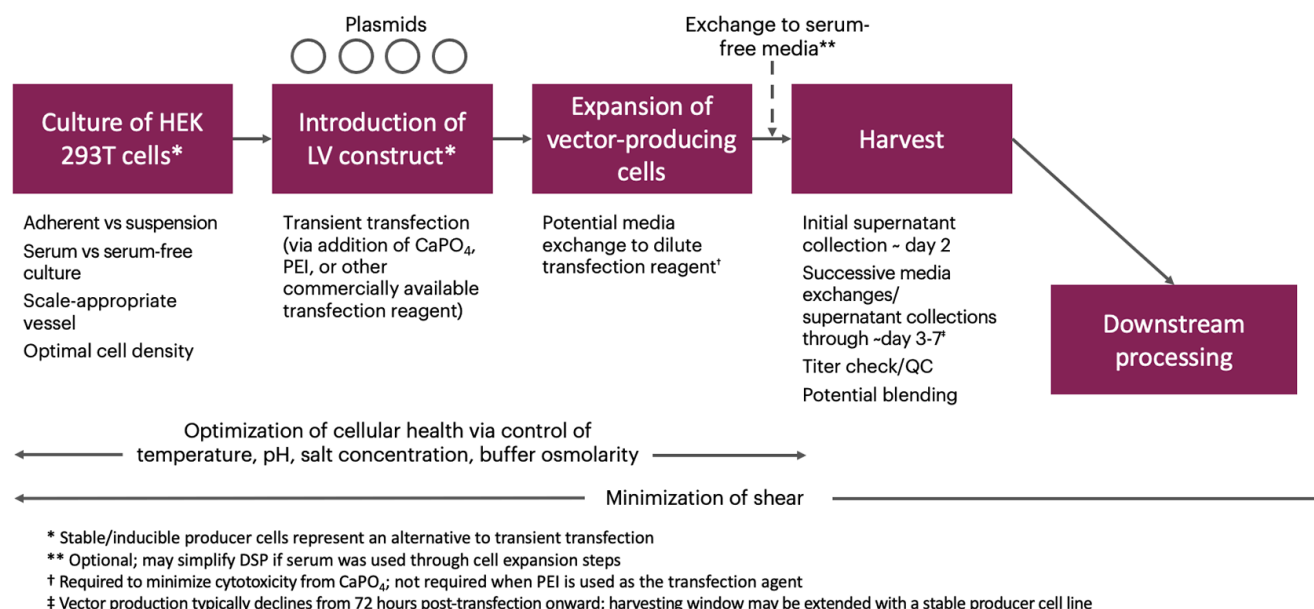 Plasmids
Exchange to serum-
free media**
Culture of HEK
293T cells*
Introduction of
LV construct*
Expansion of
vector-producing
cells
Harvest
Adherent vs suspension
Serum vs serum-free
culture
Scale-appropriate
vessel
Optimal cell density
Transient transfection
(via addition of CaPO₄,
PEI, or other
commercially available
transfection reagent)
Potential media
exchange to dilute
transfection reagent†
Initial supernatant
collection ~ day 2
Successive media
exchanges/
supernatant collections
through ~day 3-7‡
Titer check/QC
Potential blending
Downstream
processing
Optimization of cellular health via control of
temperature, pH, salt concentration, buffer osmolarity
Minimization of shear
* Stable/inducible producer cells represent an alternative to transient transfection
** Optional; may simplify DSP if serum was used through cell expansion steps
† Required to minimize cytotoxicity from CaPO₄; not required when PEI is used as the transfection agent
‡ Vector production typically declines from 72 hours post-transfection onward; harvesting window may be extended with a stable producer cell line